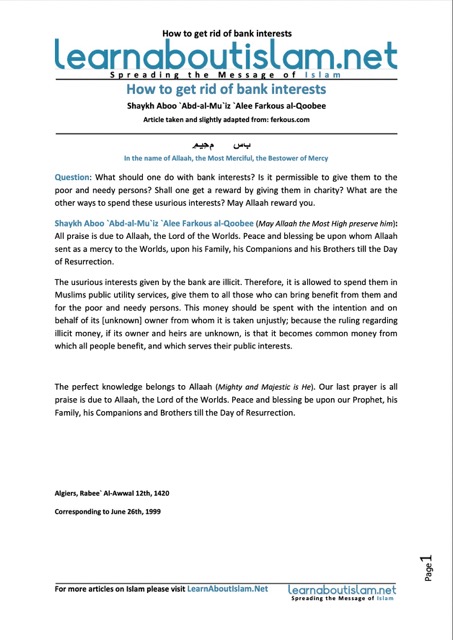 How to get rid of bank interests
learnaboutislam.net
Spreading the Message of Islam
How to get rid of bank interests
Shaykh Aboo `Abd-al-Mu`iz `Alee Farkous al-Qoobee
Article taken and slightly adapted from: ferkous.com
In the name of Allaah, the Most Merciful, the Bestower of Mercy
Question: What should one do with bank interests? Is it permissible to give them to the
poor and needy persons? Shall one get a reward by giving them in charity? What are the
other ways to spend these usurious interests? May Allaah reward you.
Shaykh Aboo `Abd-al-Mu`iz `Alee Farkous al-Qoobee (May Allaah the Most High preserve him):
All praise is due to Allaah, the Lord of the Worlds. Peace and blessing be upon whom Allaah
sent as a mercy to the Worlds, upon his Family, his Companions and his Brothers till the Day
of Resurrection.
The usurious interests given by the bank are illicit. Therefore, it is allowed to spend them in
Muslims public utility services, give them to all those who can bring benefit from them and
for the poor and needy persons. This money should be spent with the intention and on
behalf of its [unknown] owner from whom it is taken unjustly; because the ruling regarding
illicit money, if its owner and heirs are unknown, is that it becomes common money from
which all people benefit, and which serves their public interests.
The perfect knowledge belongs to Allaah (Mighty and Majestic is He). Our last prayer is all
praise is due to Allaah, the Lord of the Worlds. Peace and blessing be upon our Prophet, his
Family, his Companions and Brothers till the Day of Resurrection.
Algiers, Rabee` Al-Awwal 12th, 1420
Corresponding to June 26th, 1999
Page 1
For more articles on Islam please visit LearnAboutIslam.Net
learnaboutislam.net
Spreading the Message of Islam